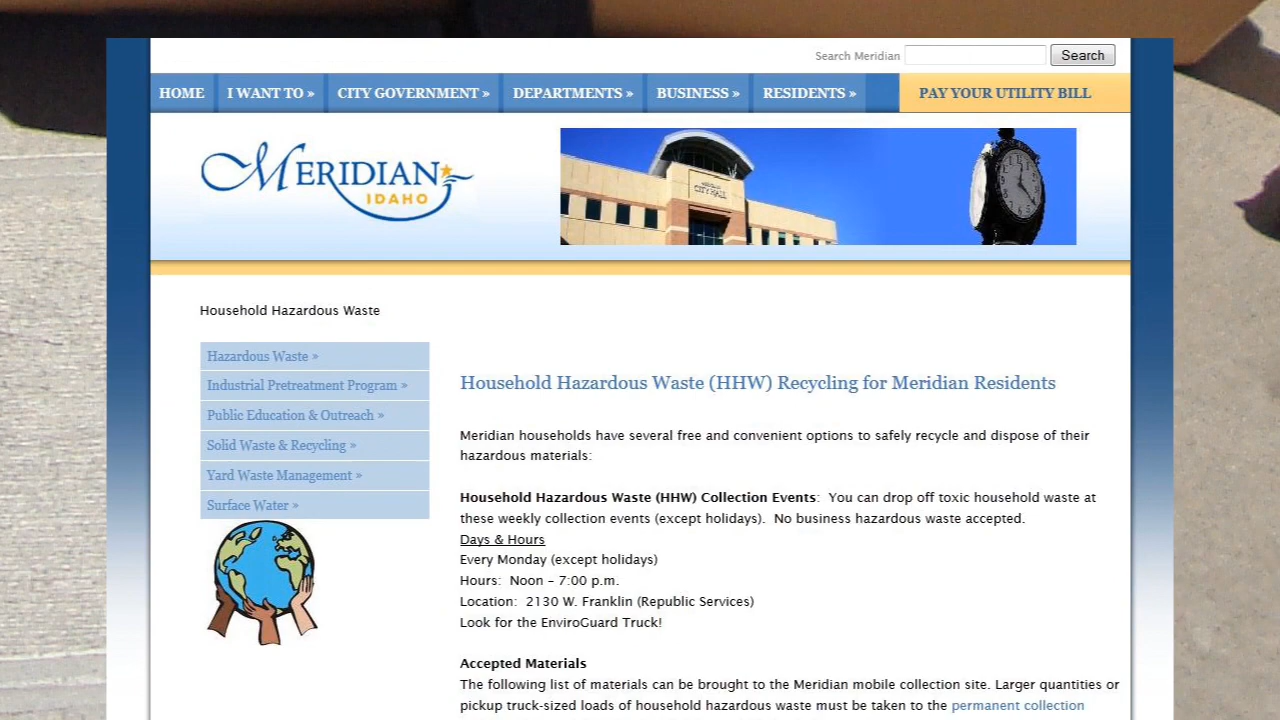 Search Meridian Search
HOME I WANT TO » CITY GOVERNMENT » DEPARTMENTS » BUSINESS » RESIDENTS » PAY YOUR UTILITY BILL
MERIDIAN
IDAHO
CITY HALL
Household Hazardous Waste
Hazardous Waste »
Industrial Pretreatment Program »
Public Education & Outreach »
Solid Waste & Recycling »
Yard Waste Management »
Surface Water »
Household Hazardous Waste (HHW) Recycling for Meridian Residents
Meridian households have several free and convenient options to safely recycle and dispose of their
hazardous materials:
Household Hazardous Waste (HHW) Collection Events:  You can drop off toxic household waste at
these weekly collection events (except holidays).  No business hazardous waste accepted.
Days & Hours
Every Monday (except holidays)
Hours:  Noon – 7:00 p.m.
Location:  2130 W. Franklin (Republic Services)
Look for the EnviroGuard Truck!
Accepted Materials
The following list of materials can be brought to the Meridian mobile collection site. Larger quantities or
pickup truck-sized loads of household hazardous waste must be taken to the permanent collection